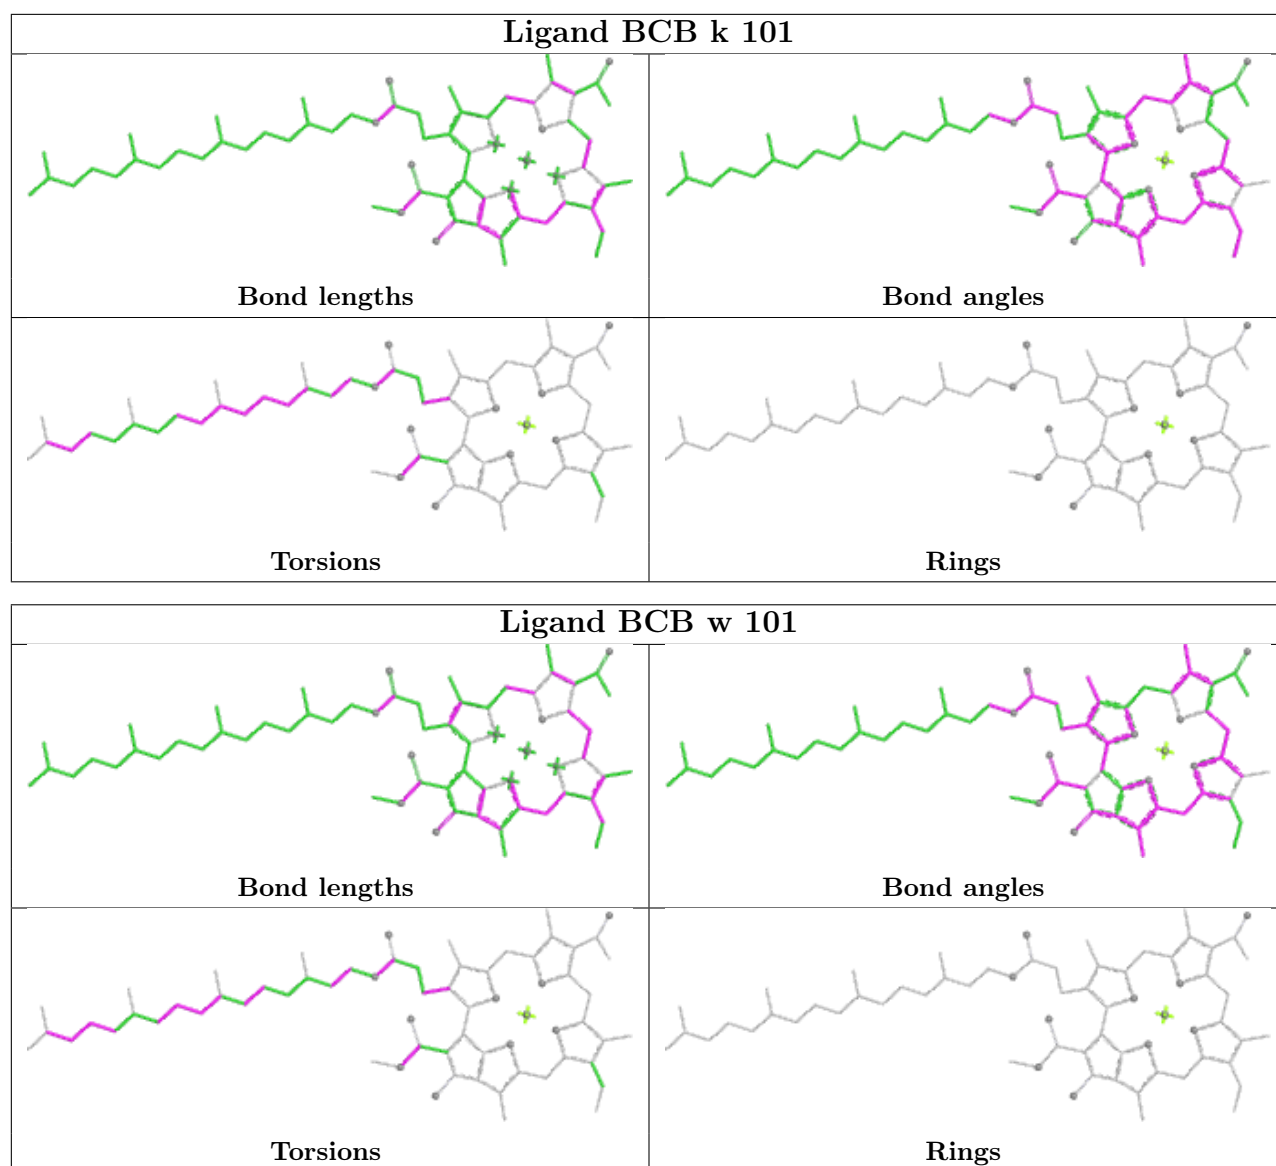 Ligand BCB k 101
Bond lengths
Bond angles
Torsions
Rings
Ligand BCB w 101
Bond lengths
Bond angles
Torsions
Rings